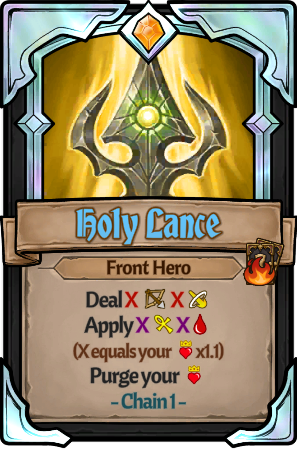 Holy Lance
Front Hero
Deal X X
Apply X X
(X equals your x1.1)
Purge your
- Chain 1 -